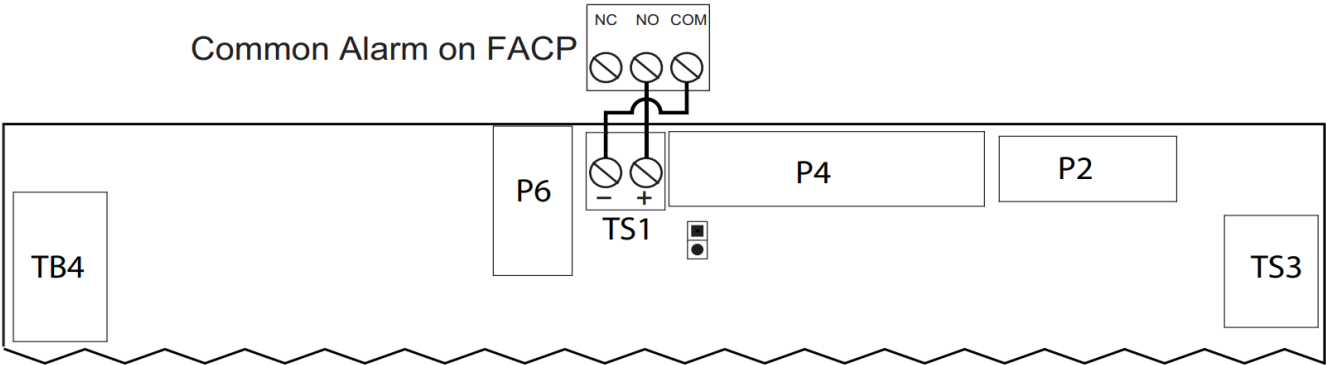 NC NO COM
Common Alarm on FACP
P6
P4
P2
− +
TS1
TB4
TS3